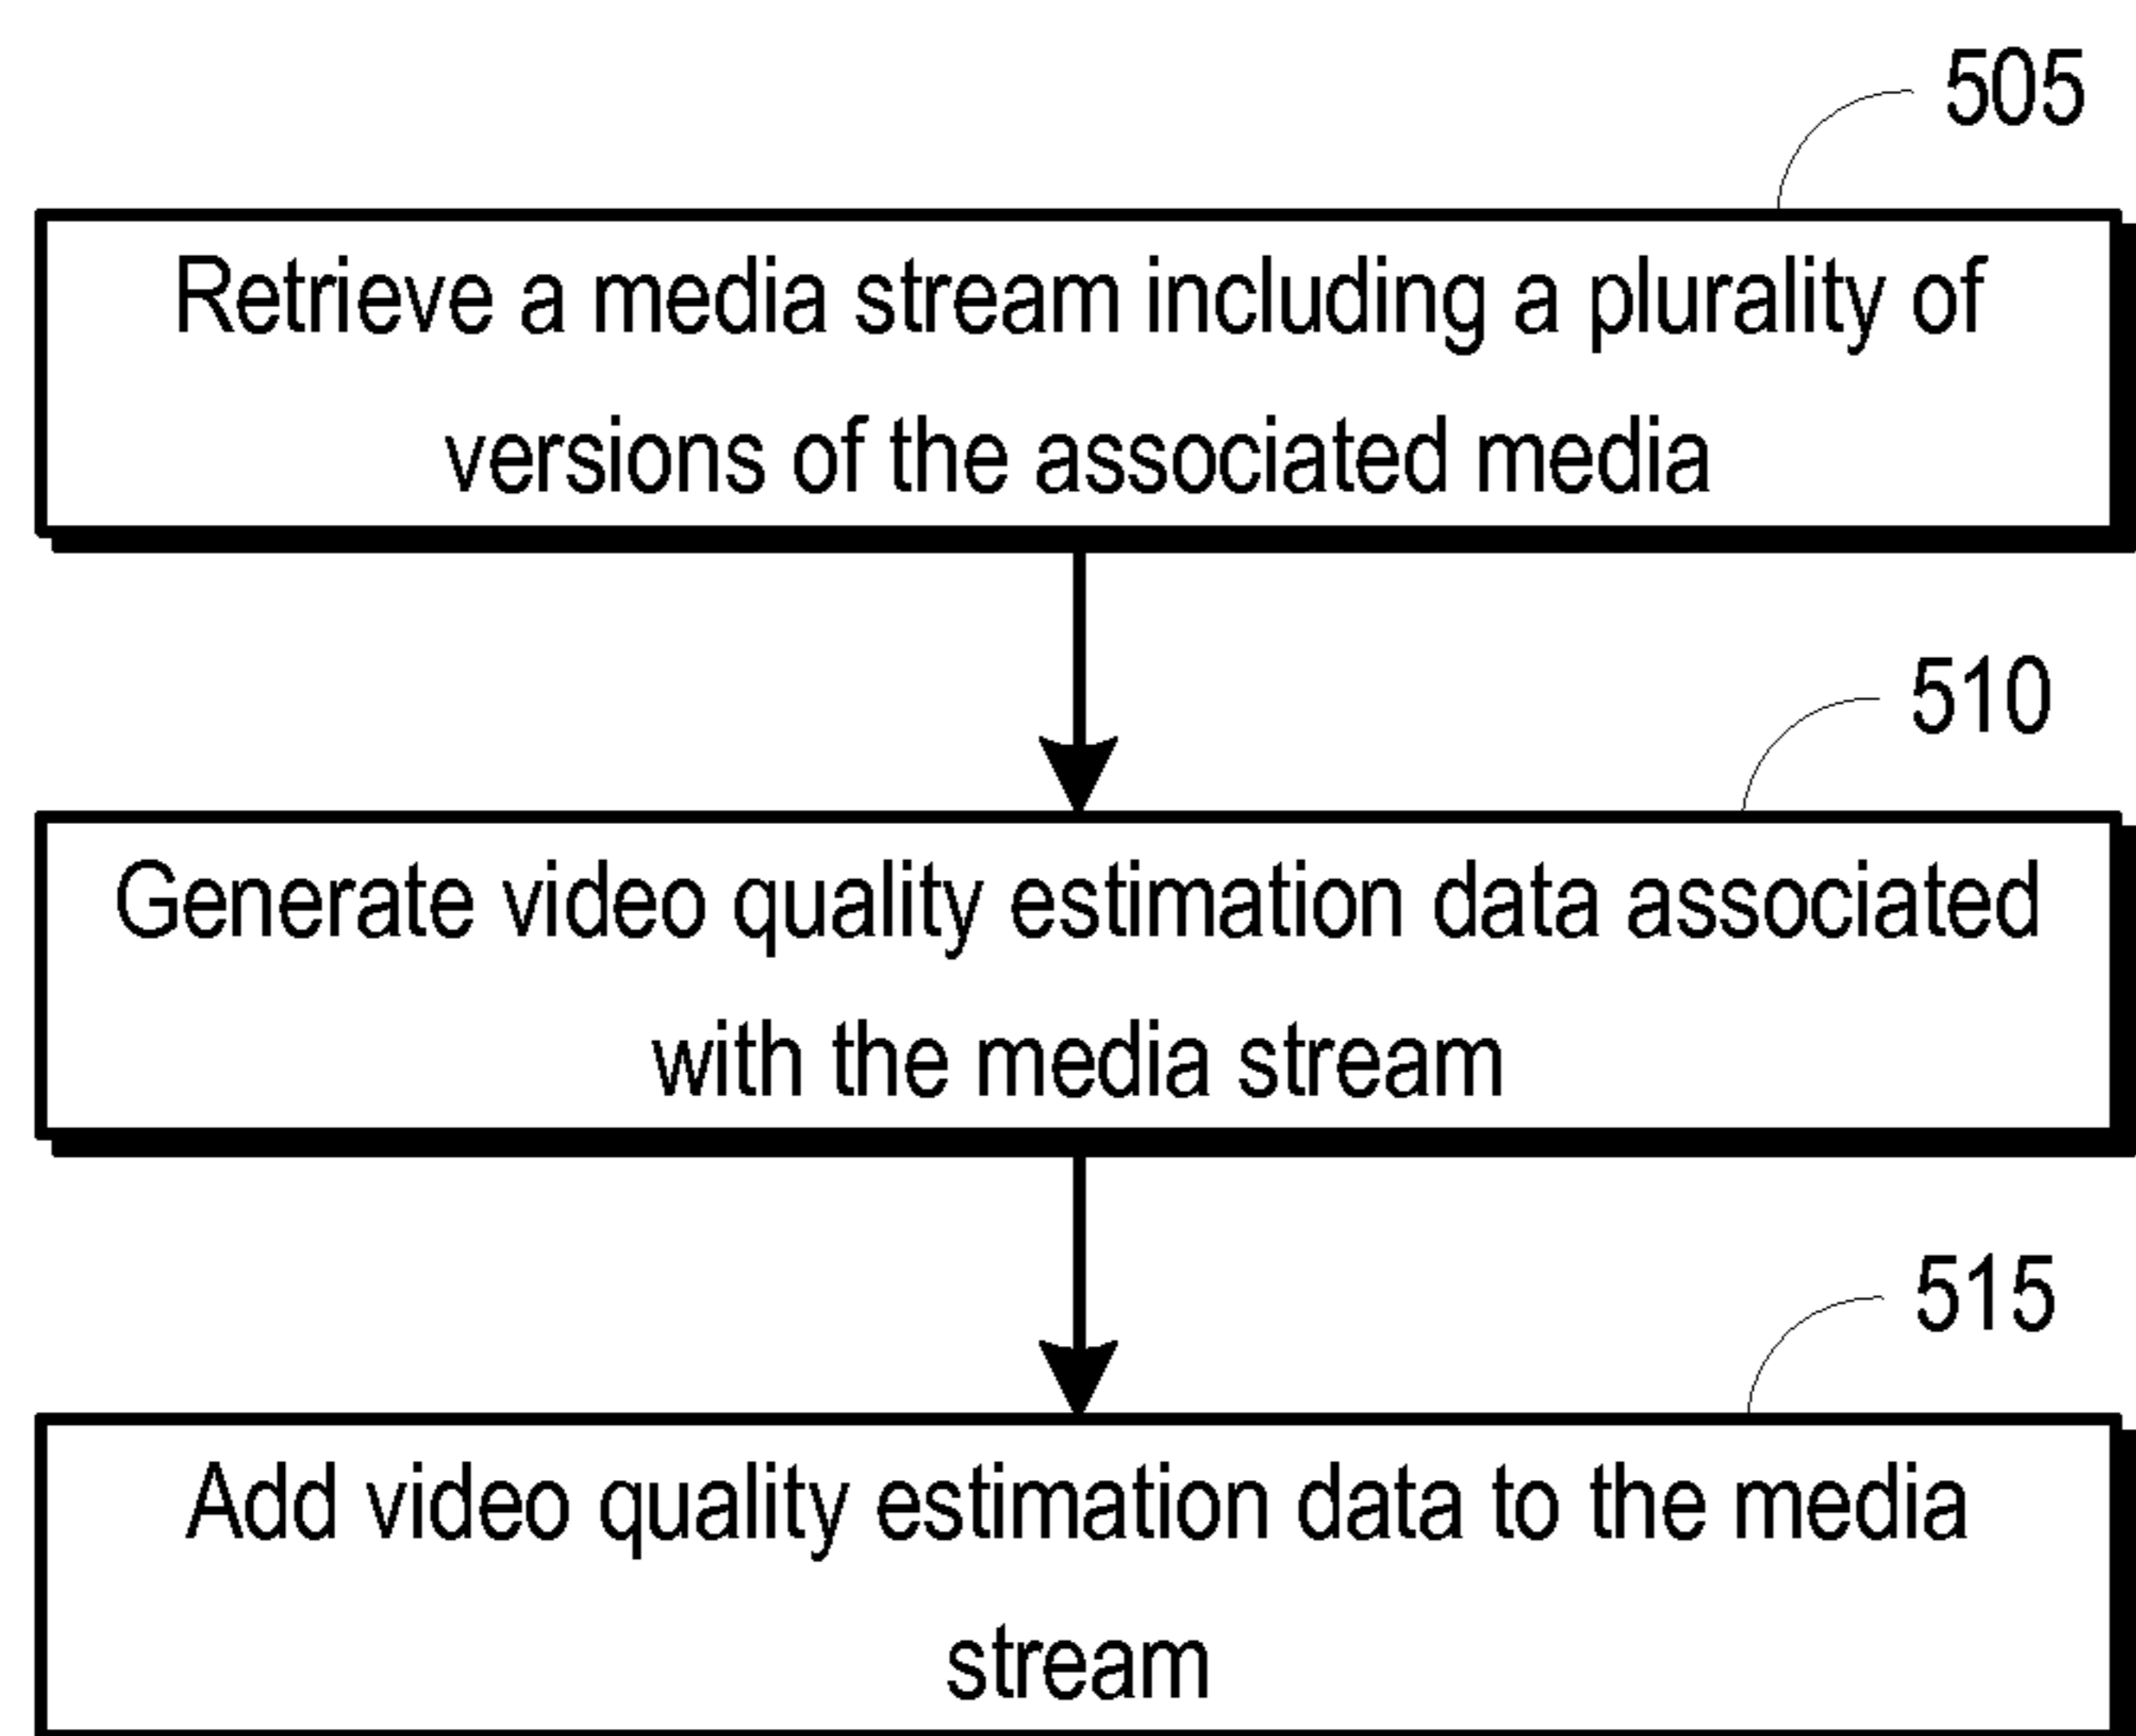 505
Retrieve a media stream including a plurality of
versions of the associated media
510
Generate video quality estimation data associated
with the media stream
515
Add video quality estimation data to the media
stream